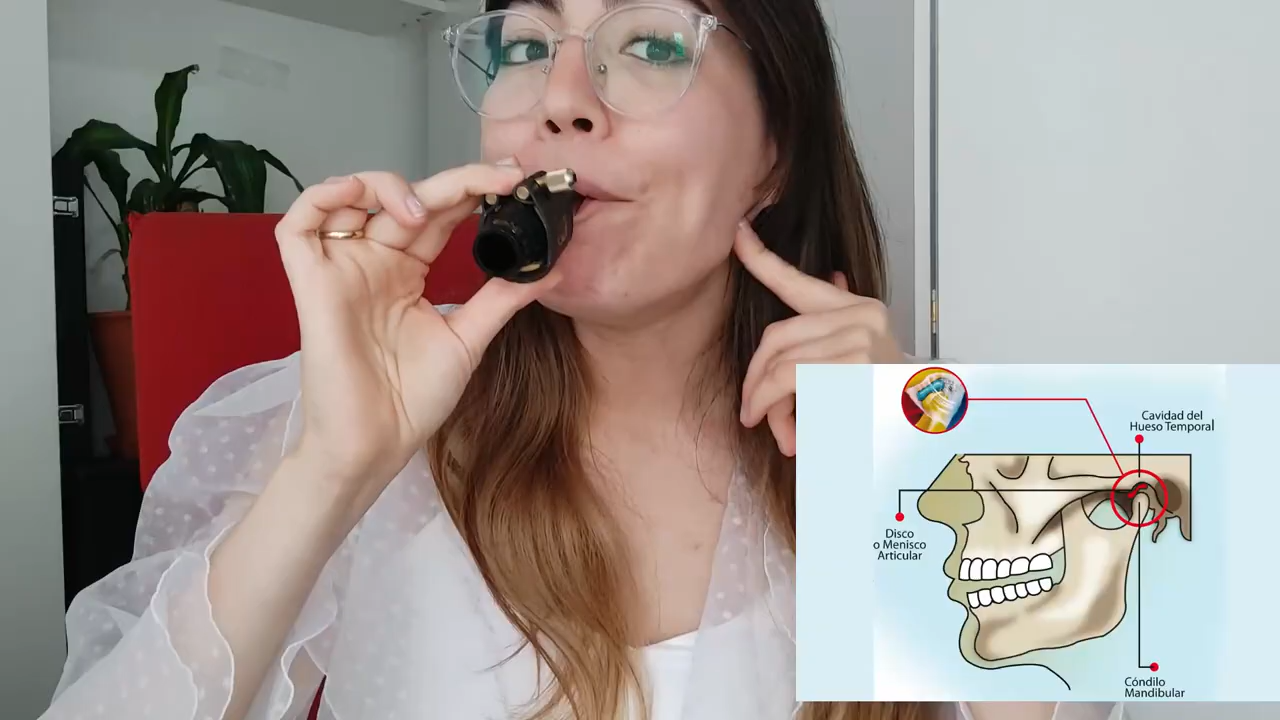 Cavidad del
Hueso Temporal
Disco
o Menisco
Articular
Cóndilo
Mandibular